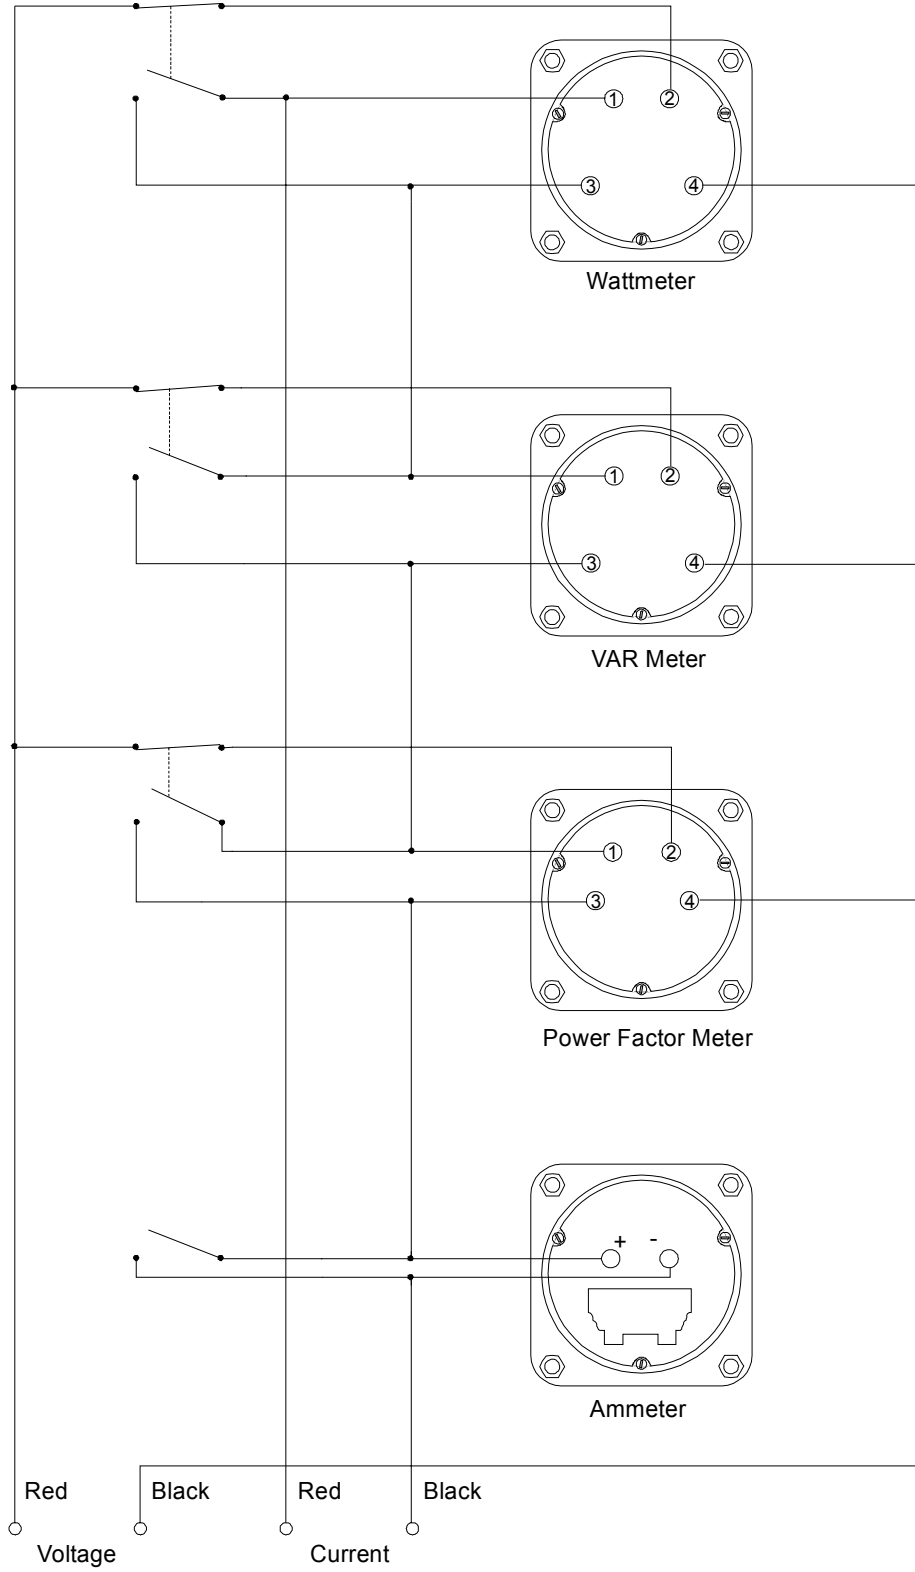 1 2
3 4
Wattmeter
1 2
3 4
VAR Meter
1 2
3 4
Power Factor Meter
+ -
Ammeter
Red Black Red Black
Voltage Current